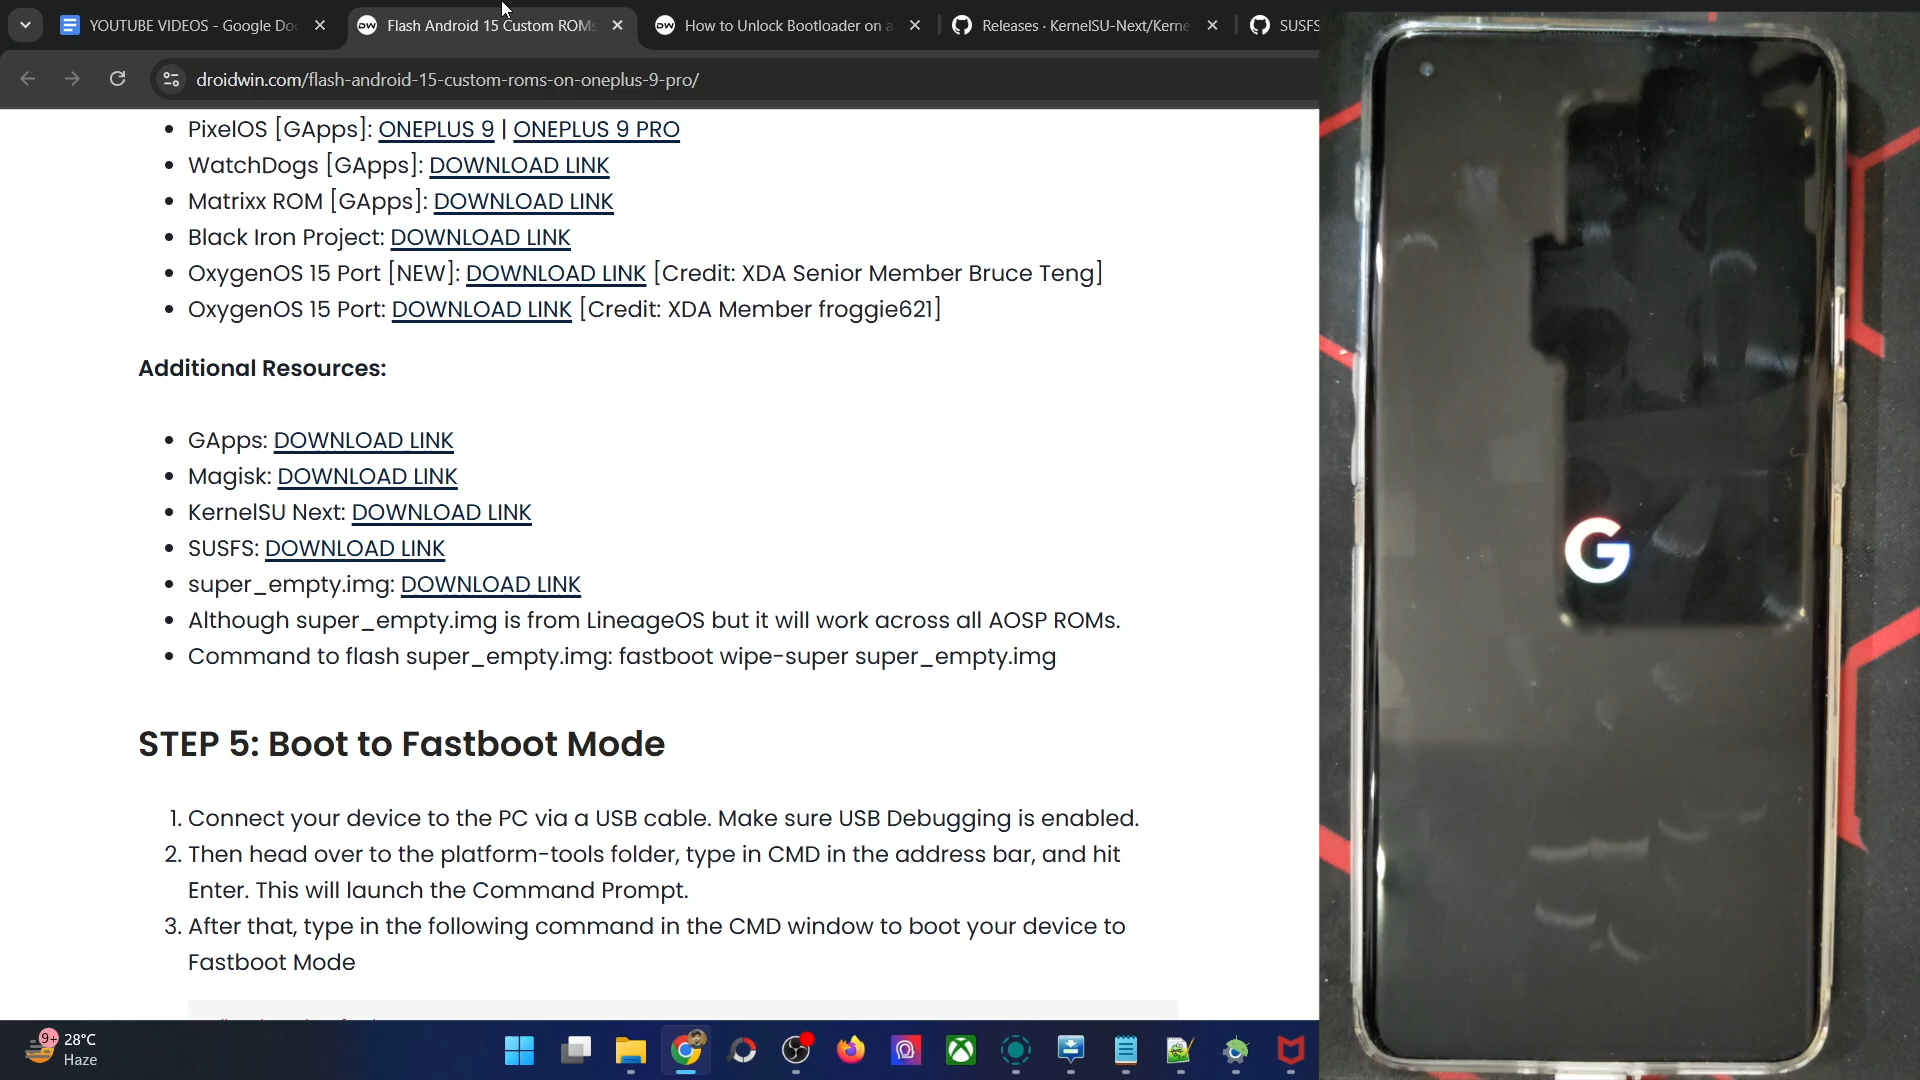 YOUTUBE VIDEOS - Google Do
Flash Android 15 Custom ROMs
How to Unlock Bootloader on a
Releases · KernelSU-Next/Kerne
SUSFS
droidwin.com/flash-android-15-custom-roms-on-oneplus-9-pro/
• PixelOS [GApps]: ONEPLUS 9 | ONEPLUS 9 PRO
• WatchDogs [GApps]: DOWNLOAD LINK
• Matrixx ROM [GApps]: DOWNLOAD LINK
• Black Iron Project: DOWNLOAD LINK
• OxygenOS 15 Port [NEW]: DOWNLOAD LINK [Credit: XDA Senior Member Bruce Teng]
• OxygenOS 15 Port: DOWNLOAD LINK [Credit: XDA Member froggie621]
Additional Resources:
• GApps: DOWNLOAD LINK
• Magisk: DOWNLOAD LINK
• KernelSU Next: DOWNLOAD LINK
• SUSFS: DOWNLOAD LINK
• super_empty.img: DOWNLOAD LINK
• Although super_empty.img is from LineageOS but it will work across all AOSP ROMs.
• Command to flash super_empty.img: fastboot wipe-super super_empty.img
STEP 5: Boot to Fastboot Mode
1. Connect your device to the PC via a USB cable. Make sure USB Debugging is enabled.
2. Then head over to the platform-tools folder, type in CMD in the address bar, and hit
Enter. This will launch the Command Prompt.
3. After that, type in the following command in the CMD window to boot your device to
Fastboot Mode
9+
28°C
Haze
G